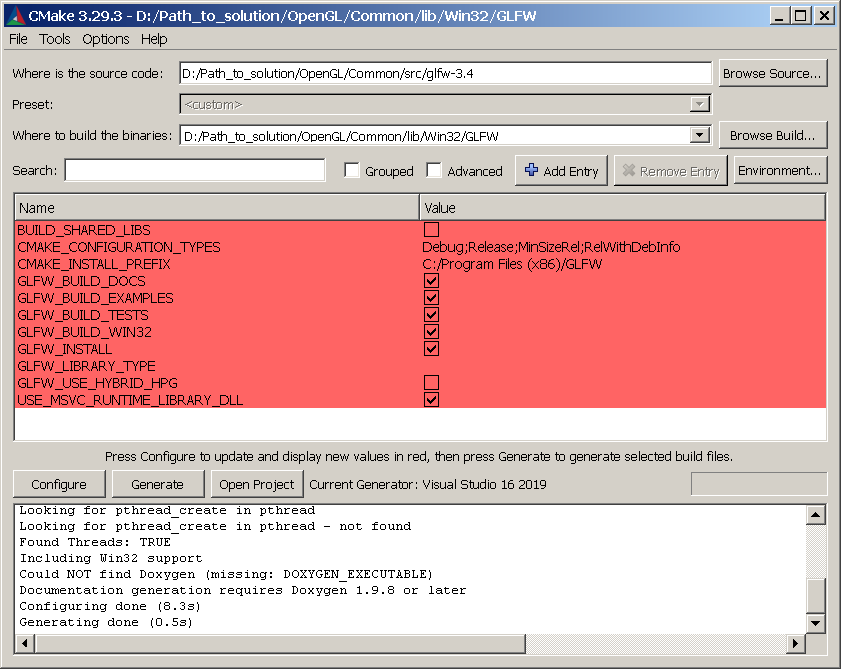 CMake 3.29.3 - D:/Path_to_solution/OpenGL/Common/lib/Win32/GLFW
File Tools Options Help
Where is the source code: D:/Path_to_solution/OpenGL/Common/src/glfw-3.4 Browse Source...
Preset: <custom>
Where to build the binaries: D:/Path_to_solution/OpenGL/Common/lib/Win32/GLFW Browse Build...
Search: Grouped Advanced Add Entry Remove Entry Environment...
Name Value
BUILD_SHARED_LIBS
CMAKE_CONFIGURATION_TYPES Debug;Release;MinSizeRel;RelWithDebInfo
CMAKE_INSTALL_PREFIX C:/Program Files (x86)/GLFW
GLFW_BUILD_DOCS
GLFW_BUILD_EXAMPLES
GLFW_BUILD_TESTS
GLFW_BUILD_WIN32
GLFW_INSTALL
GLFW_LIBRARY_TYPE
GLFW_USE_HYBRID_HPG
USE_MSVC_RUNTIME_LIBRARY_DLL
Press Configure to update and display new values in red, then press Generate to generate selected build files.
Configure Generate Open Project Current Generator: Visual Studio 16 2019
Looking for pthread_create in pthread
Looking for pthread_create in pthread - not found
Found Threads: TRUE
Including Win32 support
Could NOT find Doxygen (missing: DOXYGEN_EXECUTABLE)
Documentation generation requires Doxygen 1.9.8 or later
Configuring done (8.3s)
Generating done (0.5s)